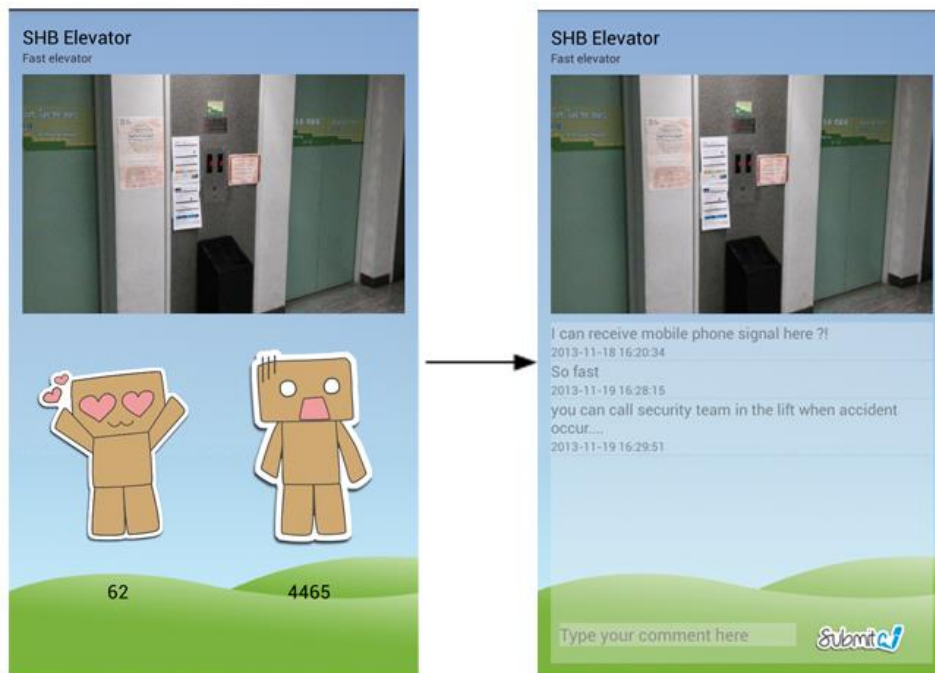 SHB Elevator
Fast elevator
62
4465
SHB Elevator
Fast elevator
I can receive mobile phone signal here ?!
2013-11-18 16:20:34
So fast
2013-11-19 16:28:15
you can call security team in the lift when accident
occur....
2013-11-19 16:29:51
Type your comment here
Submit